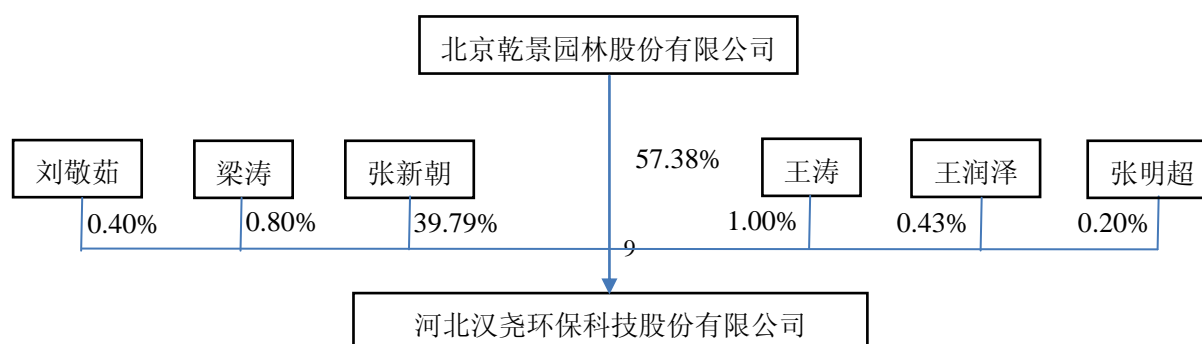 北京乾景园林股份有限公司
57.38%
刘敬茹 梁涛 张新朝 王涛 王润泽 张明超
0.40% 0.80% 39.79% 1.00% 0.43% 0.20%
9
河北汉尧环保科技股份有限公司